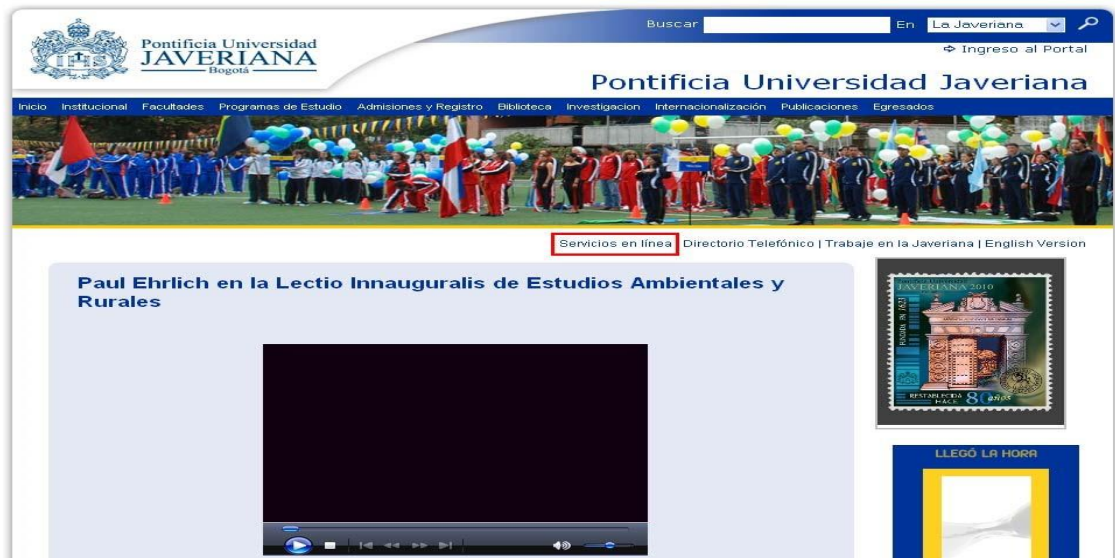 Buscar En La Javeriana
Pontificia Universidad
JAVERIANA
Bogotá
Ingreso al Portal
Pontificia Universidad Javeriana
Inicio Institucional Facultades Programas de Estudio Admisiones y Registro Biblioteca Investigacion Internacionalización Publicaciones Egresados
Servicios en línea Directorio Telefónico | Trabaje en la Javeriana | English Version
Paul Ehrlich en la Lectio Innauguralis de Estudios Ambientales y
Rurales
JAVERIANA 2010
FUNDADA EN 1623
RESTABLECIDA
HACE 80 años
LLEGÓ LA HORA